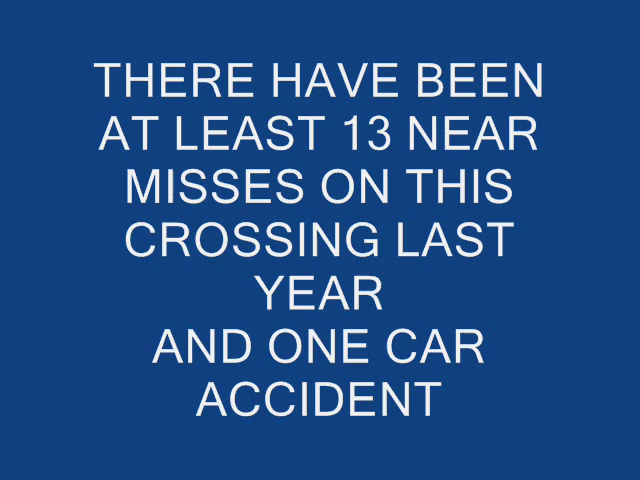 THERE HAVE BEEN
AT LEAST 13 NEAR
MISSES ON THIS
CROSSING LAST
YEAR
AND ONE CAR
ACCIDENT